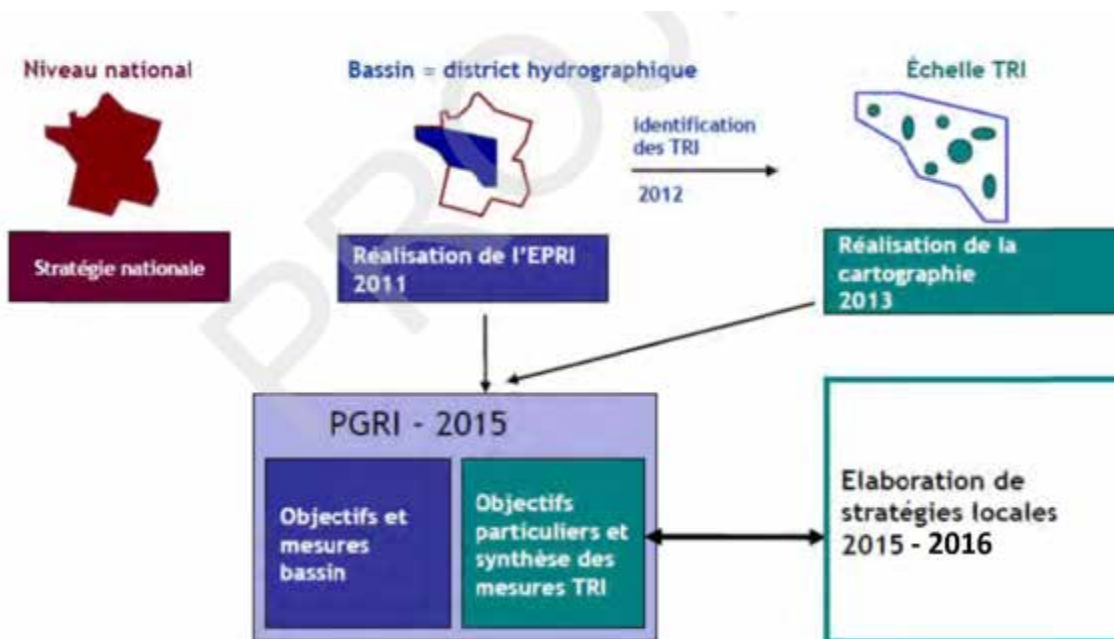 Niveau national
Bassin = district hydrographique
Échelle TRI
Identification
des TRI
2012
Stratégie nationale
Réalisation de l'EPRI
2011
Réalisation de la
cartographie
2013
PGRI - 2015
Objectifs et
mesures
bassin
Objectifs
particuliers et
synthèse des
mesures TRI
Elaboration de
stratégies locales
2015 - 2016